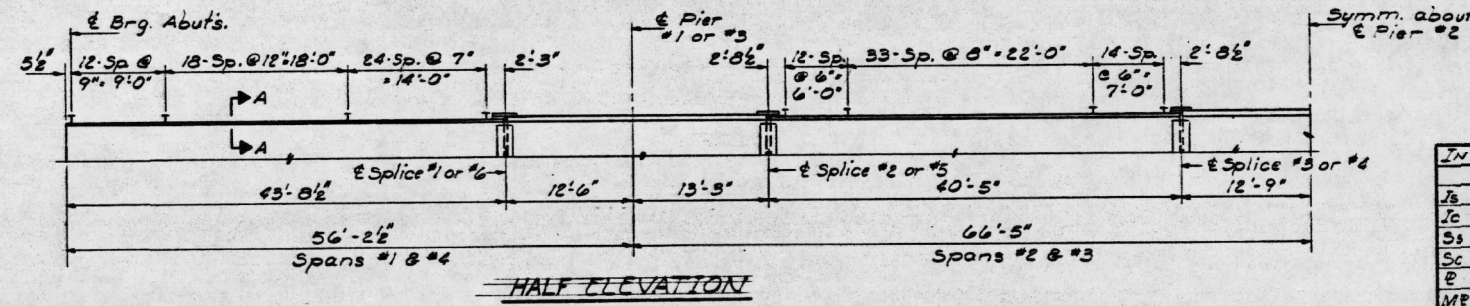 ℄ Brg. Abut's.
℄ Pier
#1 or #3
Symm. about
℄ Pier #2
5½"
12-Sp. @
9"= 9'-0"
18-Sp. @ 12"=18'-0"
24-Sp. @ 7"
= 14'-0"
2'-3"
2'-8½"
12-Sp.
@ 6"=
6'-0"
33-Sp. @ 8"= 22'-0"
14-Sp.
@ 6"=
7'-0"
2'-8½"
A
A
℄ Splice #1 or #6
℄ Splice #2 or #5
℄ Splice #3 or #4
43'-8½"
12'-6"
13'-3"
40'-5"
12'-9"
56'-2½"
Spans #1 & #4
66'-5"
Spans #2 & #3
HALF ELEVATION
IN
Is
Ic
Ss
Sc